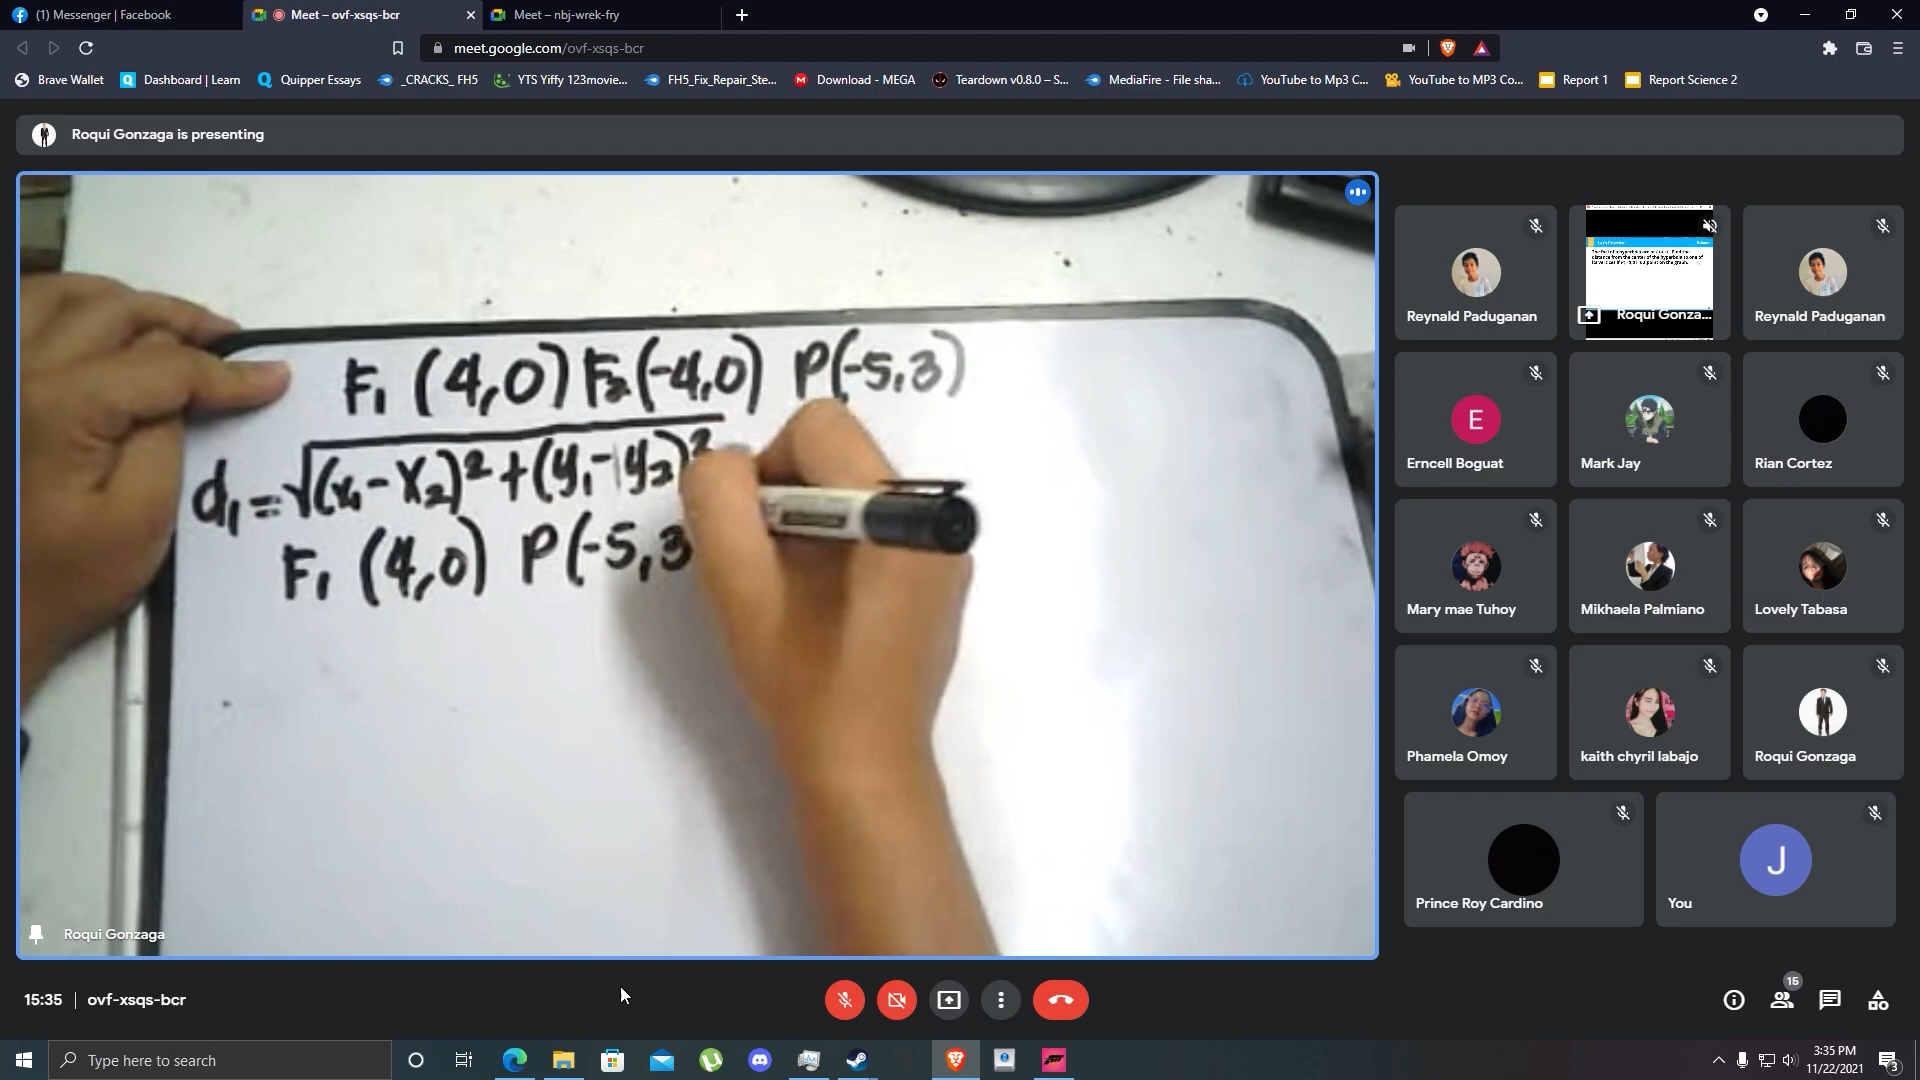 (1) Messenger | Facebook
Meet – ovf-xsqs-bcr
Meet – nbj-wrek-fry
meet.google.com/ovf-xsqs-bcr
Brave Wallet
Dashboard | Learn
Quipper Essays
_CRACKS_ FH5
YTS Yiffy 123movie...
FH5_Fix_Repair_Ste...
Download - MEGA
Teardown v0.8.0 – S...
MediaFire - File sha...
YouTube to Mp3 C...
YouTube to MP3 Co...
Report 1
Report Science 2
Roqui Gonzaga is presenting
F₁ (4,0) F₂(-4,0) P(-5,3)
d₁=√(x₁-x₂)²+(y₁-y₂)²
F₁ (4,0) P(-5,3
Roqui Gonzaga
Reynald Paduganan
Roqui Gonza...
Reynald Paduganan
E
Erncell Boguat
Mark Jay
Rian Cortez
Mary mae Tuhoy
Mikhaela Palmiano
Lovely Tabasa
Phamela Omoy
kaith chyril labajo
Roqui Gonzaga
Prince Roy Cardino
J
You
15:35 | ovf-xsqs-bcr
15
Type here to search
3:35 PM
11/22/2021
3